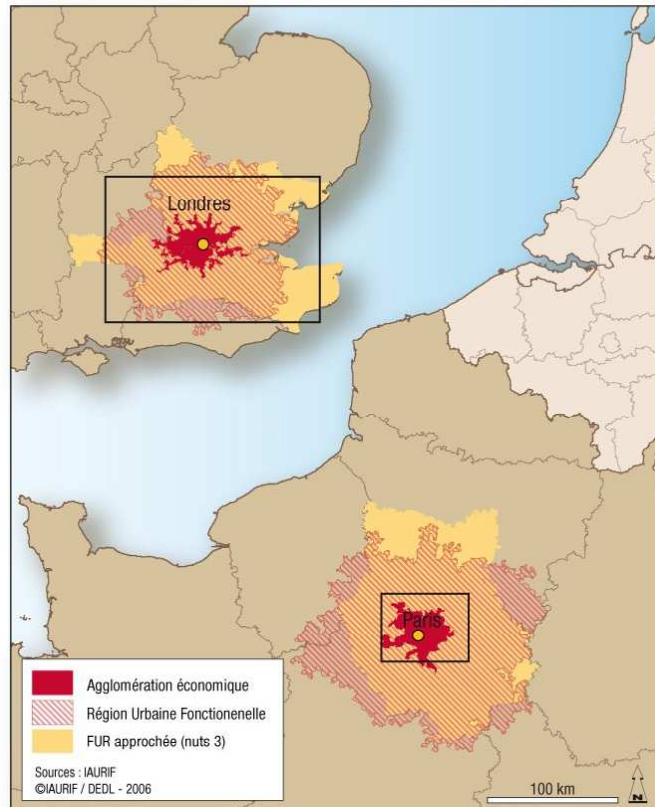 Londres
Paris
Agglomération économique
Région Urbaine Fonctionenelle
FUR approchée (nuts 3)
Sources : IAURIF
©IAURIF / DEDL - 2006
100 km
N